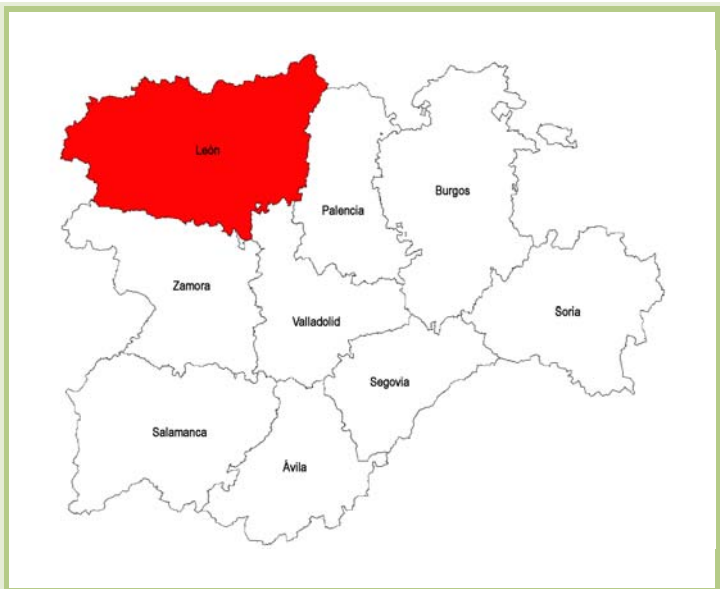 León
Palencia
Burgos
Zamora
Valladolid
Soria
Segovia
Salamanca
Ávila